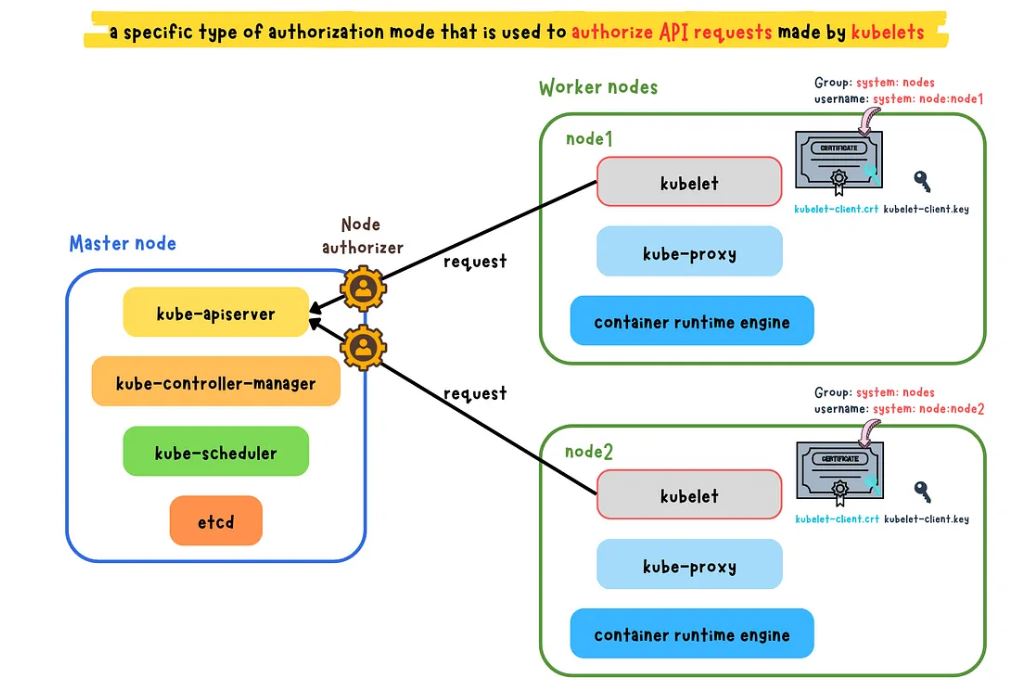 a specific type of authorization mode that is used to authorize API requests made by kubelets
Worker nodes
Group: system: nodes
username: system: node:node1
node1
CERTIFICATE
kubelet
kubelet-client.crt kubelet-client.key
kube-proxy
container runtime engine
Node
authorizer
Master node
request
kube-apiserver
kube-controller-manager
kube-scheduler
etcd
request
Group: system: nodes
username: system: node:node2
node2
CERTIFICATE
kubelet
kubelet-client.crt kubelet-client.key
kube-proxy
container runtime engine